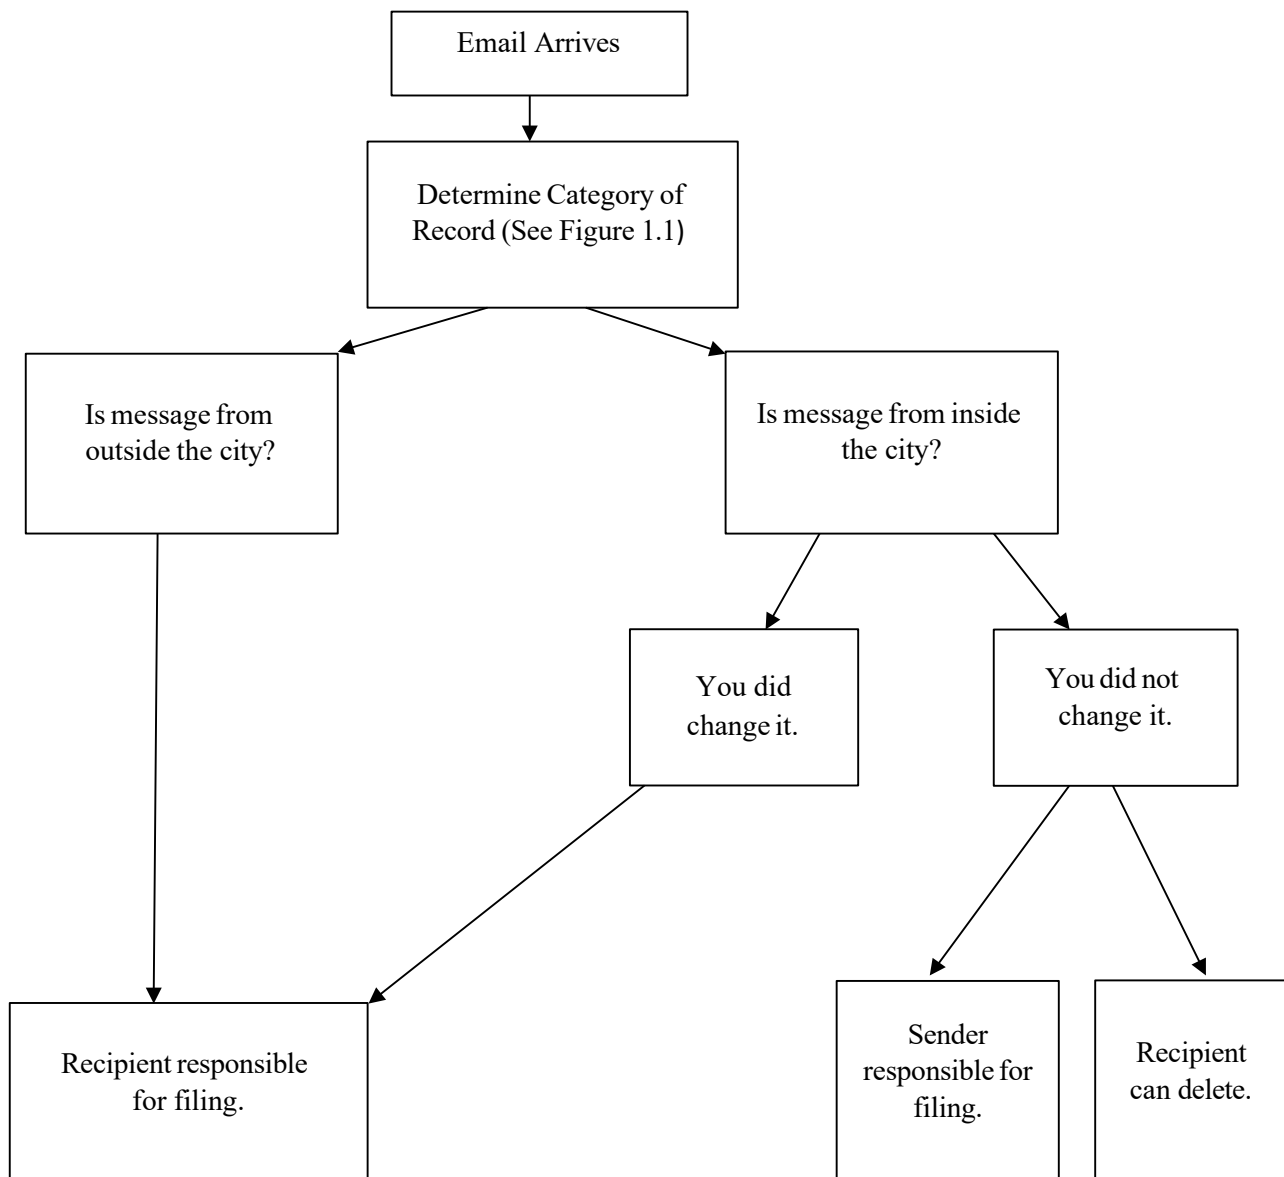 Email Arrives
Determine Category of
Record (See Figure 1.1)
Is message from
outside the city?
Is message from inside
the city?
You did
change it.
You did not
change it.
Recipient responsible
for filing.
Sender
responsible for
filing.
Recipient
can delete.